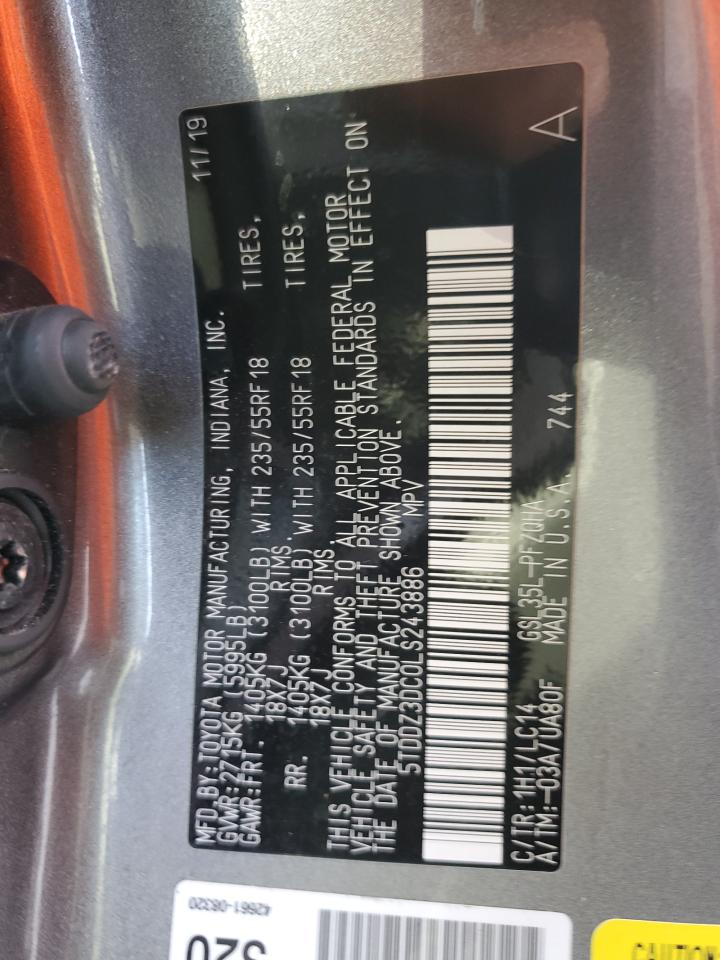 MFD.BY:TOYOTA MOTOR MANUFACTURING, INDIANA, INC. 11/19
GVWR:2715KG (5995LB)
GAWR:FRT. 1405KG (3100LB) WITH 235/55RF18 TIRES,
18X7J RIMS.
RR. 1405KG (3100LB) WITH 235/55RF18 TIRES,
18X7J RIMS.
THIS VEHICLE CONFORMS TO ALL APPLICABLE FEDERAL MOTOR
VEHICLE SAFETY AND THEFT PREVENTION STANDARDS IN EFFECT ON
THE DATE OF MANUFACTURE SHOWN ABOVE.
5TDDZ3DC0LS243886 MPV
C/TR:1H1/LC14 GSL35L-PFZQHA 744 A
A/TM:-03A/UA80F MADE IN U.S.A.
42661-08320
CAUTION